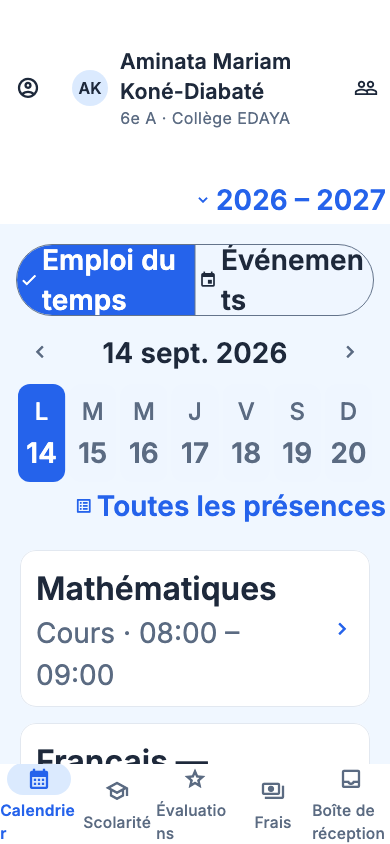 AK
Aminata Mariam
Koné-Diabaté
6e A · Collège EDAYA
2026 – 2027
Emploi du
temps
Événemen
ts
14 sept. 2026
L M M J V S D
14 15 16 17 18 19 20
Toutes les présences
Mathématiques
Cours · 08:00 –
09:00
Français —
Calendrie
r
Scolarité
Évaluatio
ns
Frais
Boîte de
réception